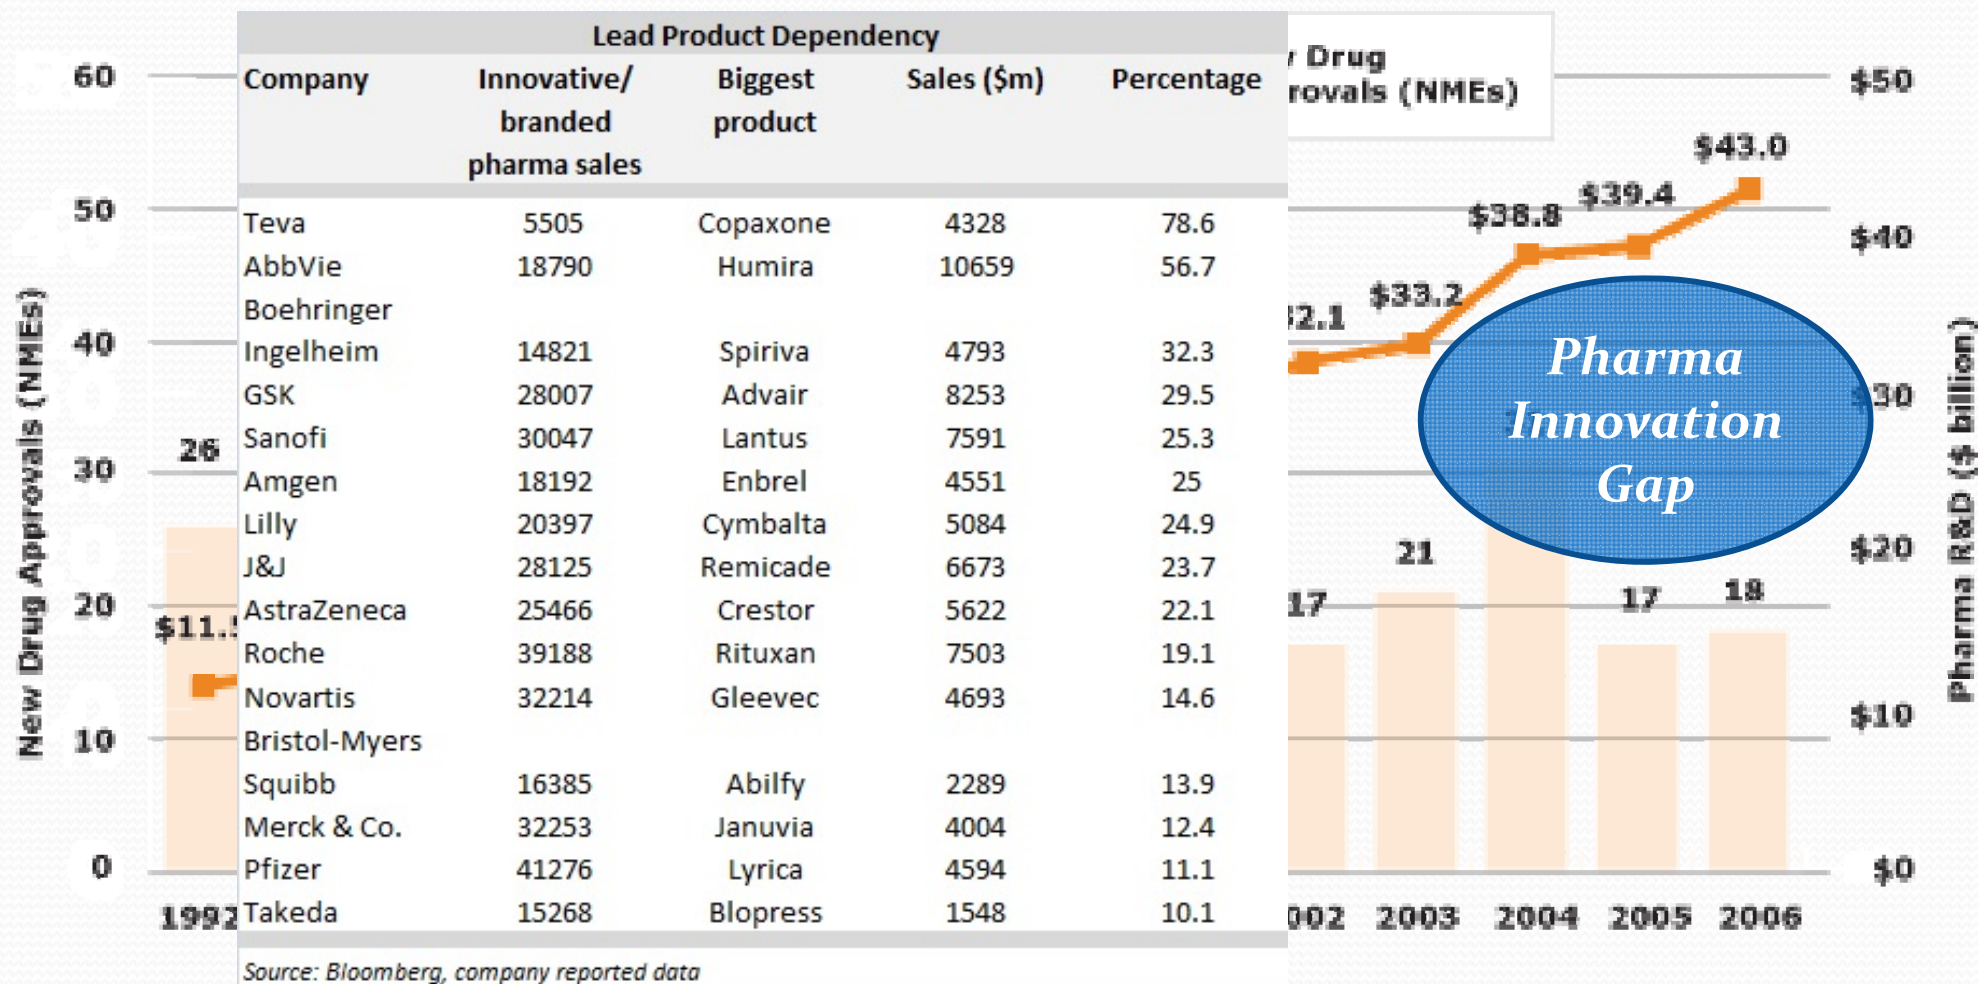 Lead Product Dependency
Company Innovative/ Biggest Sales ($m) Percentage
branded product
pharma sales
Teva 5505 Copaxone 4328 78.6
AbbVie 18790 Humira 10659 56.7
Boehringer
Ingelheim 14821 Spiriva 4793 32.3
GSK 28007 Advair 8253 29.5
Sanofi 30047 Lantus 7591 25.3
Amgen 18192 Enbrel 4551 25
Lilly 20397 Cymbalta 5084 24.9
J&J 28125 Remicade 6673 23.7
AstraZeneca 25466 Crestor 5622 22.1
Roche 39188 Rituxan 7503 19.1
Novartis 32214 Gleevec 4693 14.6
Bristol-Myers
Squibb 16385 Abilfy 2289 13.9
Merck & Co. 32253 Januvia 4004 12.4
Pfizer 41276 Lyrica 4594 11.1
Takeda 15268 Blopress 1548 10.1
Source: Bloomberg, company reported data
New Drug Approvals (NMEs)
60
50
40
30
20
10
0
26
$11.
1992
Drug
rovals (NMEs)
2.1
$33.2
$38.8
$39.4
$43.0
Pharma
Innovation
Gap
17
21
17
18
002 2003 2004 2005 2006
$50
$40
30
$20
$10
$0
Pharma R&D ($ billion)